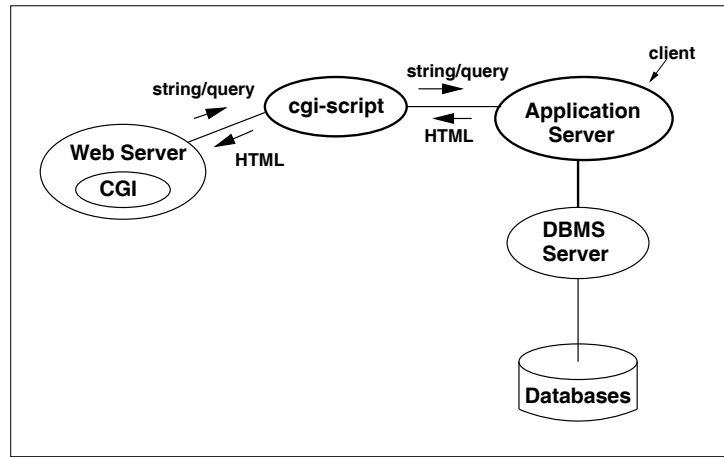 client
string/query
string/query
cgi-script
Application
Server
HTML
HTML
Web Server
CGI
DBMS
Server
Databases